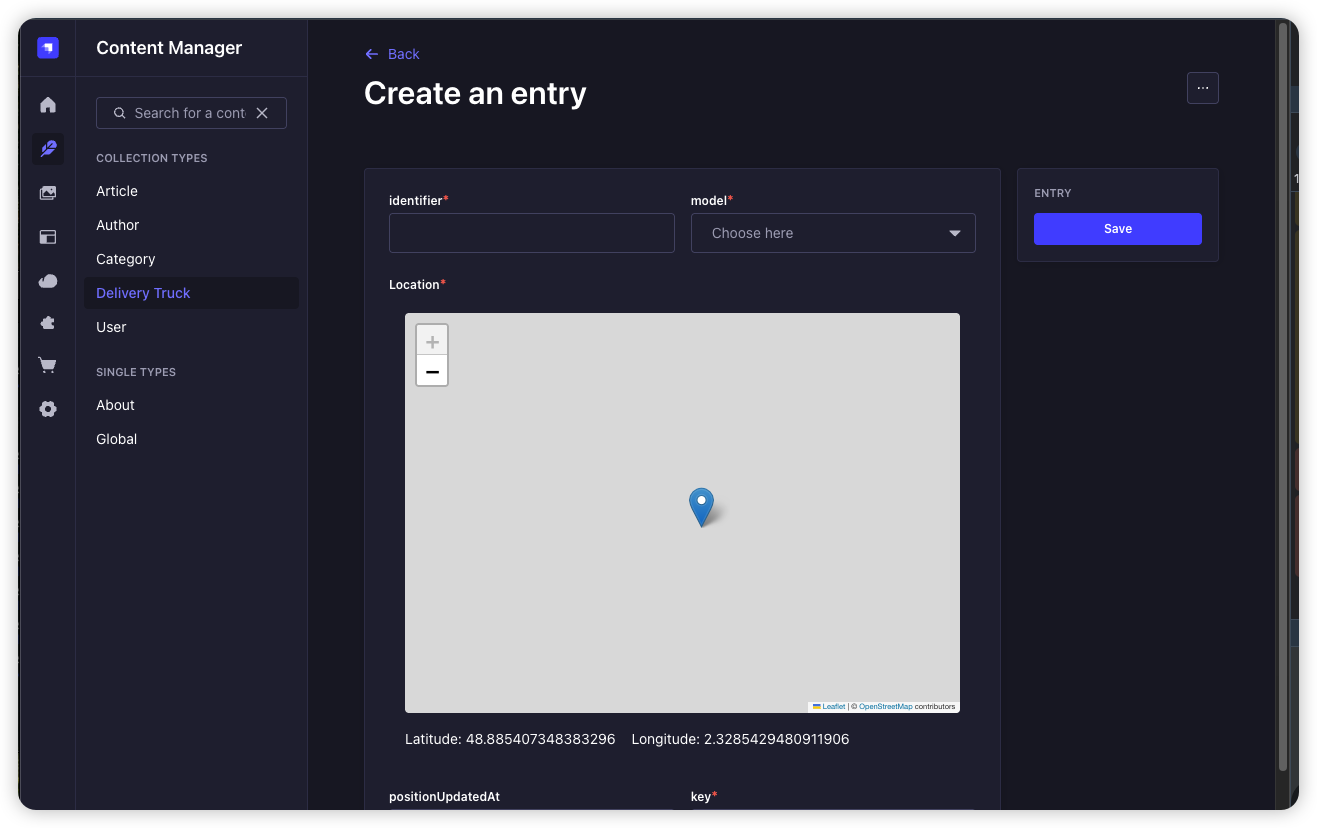 Content Manager
Search for a cont
COLLECTION TYPES
Article
Author
Category
Delivery Truck
User
SINGLE TYPES
About
Global
Back
Create an entry
identifier*
model*
Choose here
Location*
+
−
Leaflet | © OpenStreetMap contributors
Latitude: 48.885407348383296 Longitude: 2.3285429480911906
positionUpdatedAt
key*
ENTRY
Save